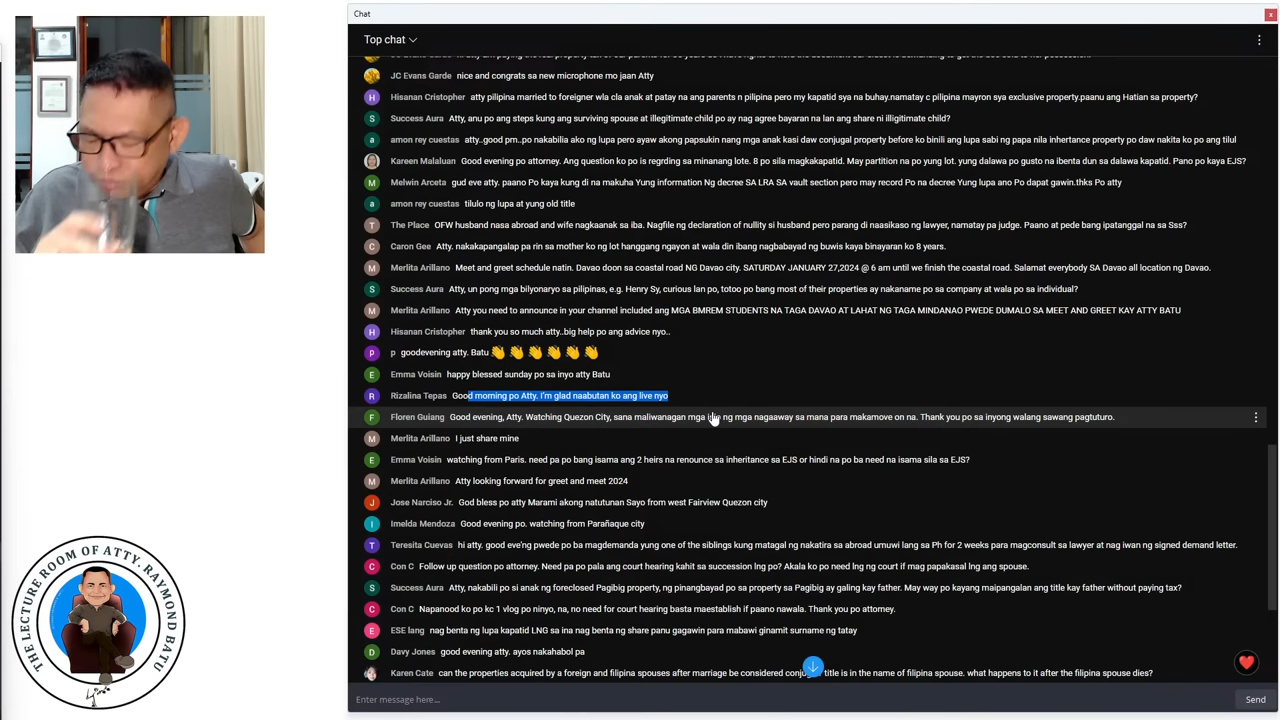 Chat
x
Top chat
JC Evans Garde nice and congrats sa new microphone mo jaan Atty
H Hisanan Cristopher atty pilipina married to foreigner wla cla anak at patay na ang parents n pilipina pero my kapatid sya na buhay.namatay c pilipina mayron sya exclusive property.paanu ang Hatian sa property?
S Success Aura Atty, anu po ang steps kung ang surviving spouse at illegitimate child po ay nag agree bayaran na lan ang share ni illigitimate child?
a amon rey cuestas atty..good pm..po nakabilia ako ng lupa pero ayaw akong papsukin nang mga anak kasi daw conjugal property before ko binili ang lupa sabi ng papa nila inhertance property po daw nakita ko po ang tilul
Kareen Malaluan Good evening po attorney. Ang question ko po is regrding sa minanang lote. 8 po sila magkakapatid. May partition na po yung lot. yung dalawa po gusto na ibenta dun sa dalawa kapatid. Pano po kaya EJS?
M Melwin Arceta gud eve atty. paano Po kaya kung di na makuha Yung information Ng decree SA LRA SA vault section pero may record Po na decree Yung lupa ano Po dapat gawin.thks Po atty
a amon rey cuestas tilulo ng lupa at yung old title
T The Place OFW husband nasa abroad and wife nagkaanak sa iba. Nagfile ng declaration of nullity si husband pero parang di naasikaso ng lawyer, namatay pa judge. Paano at pede bang ipatanggal na sa Sss?
C Caron Gee Atty. nakakapangalap pa rin sa mother ko ng lot hanggang ngayon at wala din ibang nagbabayad ng buwis kaya binayaran ko 8 years.
M Merlita Arillano Meet and greet schedule natin. Davao doon sa coastal road NG Davao city. SATURDAY JANUARY 27,2024 @ 6 am until we finish the coastal road. Salamat everybody SA Davao all location ng Davao.
S Success Aura Atty, un pong mga bilyonaryo sa pilipinas, e.g. Henry Sy, curious lan po, totoo po bang most of their properties ay nakaname po sa company at wala po sa individual?
M Merlita Arillano Atty you need to announce in your channel included ang MGA BMREM STUDENTS NA TAGA DAVAO AT LAHAT NG TAGA MINDANAO PWEDE DUMALO SA MEET AND GREET KAY ATTY BATU
H Hisanan Cristopher thank you so much atty..big help po ang advice nyo..
p p goodevening atty. Batu 👏 👏 👏 👏 👏 👏
E Emma Voisin happy blessed sunday po sa inyo atty Batu
R Rizalina Tepas Good morning po Atty. I'm glad naabutan ko ang live nyo
F Floren Guiang Good evening, Atty. Watching Quezon City, sana maliwanagan mga ng mga nagaaway sa mana para makamove on na. Thank you po sa inyong walang sawang pagtuturo.
M Merlita Arillano I just share mine
E Emma Voisin watching from Paris. need pa po bang isama ang 2 heirs na renounce sa inheritance sa EJS or hindi na po ba need na isama sila sa EJS?
M Merlita Arillano Atty looking forward for greet and meet 2024
J Jose Narciso Jr. God bless po atty Marami akong natutunan Sayo from west Fairview Quezon city
I Imelda Mendoza Good evening po. watching from Parañaque city
T Teresita Cuevas hi atty. good eve'ng pwede po ba magdemanda yung one of the siblings kung matagal ng nakatira sa abroad umuwi lang sa Ph for 2 weeks para magconsult sa lawyer at nag iwan ng signed demand letter.
C Con C Follow up question po attorney. Need pa po pala ang court hearing kahit sa succession lng po? Akala ko po need lng ng court if mag papakasal lng ang spouse.
S Success Aura Atty, nakabili po si anak ng foreclosed Pagibig property, ng pinangbayad po sa property sa Pagibig ay galing kay father. May way po kayang maipangalan ang title kay father without paying tax?
C Con C Napanood ko po kc 1 vlog po ninyo, na, no need for court hearing basta maestablish if paano nawala. Thank you po attorney.
E ESE lang nag benta ng lupa kapatid LNG sa ina nag benta ng share panu gagawin para mabawi ginamit surname ng tatay
D Davy Jones good evening atty. ayos nakahabol pa
Karen Cate can the properties acquired by a foreign and filipina spouses after marriage be considered title is in the name of filipina spouse. what happens to it after the filipina spouse dies?
Enter message here...
Send
THE LECTURE ROOM OF ATTY. RAYMOND BATU